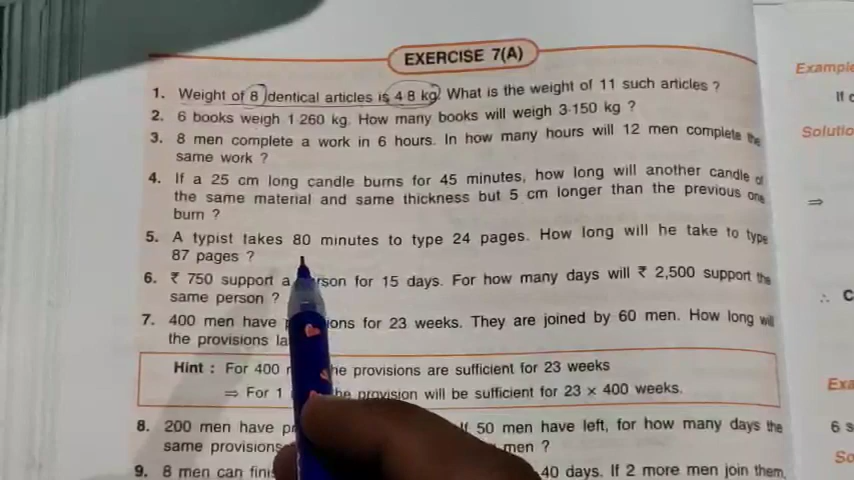 EXERCISE 7(A)
1. Weight of 8 identical articles is 4·8 kg. What is the weight of 11 such articles ?
2. 6 books weigh 1·260 kg. How many books will weigh 3·150 kg ?
3. 8 men complete a work in 6 hours. In how many hours will 12 men complete the
same work ?
4. If a 25 cm long candle burns for 45 minutes, how long will another candle of
the same material and same thickness but 5 cm longer than the previous one
burn ?
5. A typist takes 80 minutes to type 24 pages. How long will he take to type
87 pages ?
6. ₹ 750 support a person for 15 days. For how many days will ₹ 2,500 support the
same person ?
7. 400 men have provisions for 23 weeks. They are joined by 60 men. How long will
the provisions
Hint : For 400 the provisions are sufficient for 23 weeks
⇒ For 1 the provision will be sufficient for 23 × 400 weeks.
8. 200 men have If 50 men have left, for how many days the
same provisions men ?
9. 8 men can 40 days. If 2 more men join them,
Example
If
Solution
⇒
∴
Exa
6 s
So